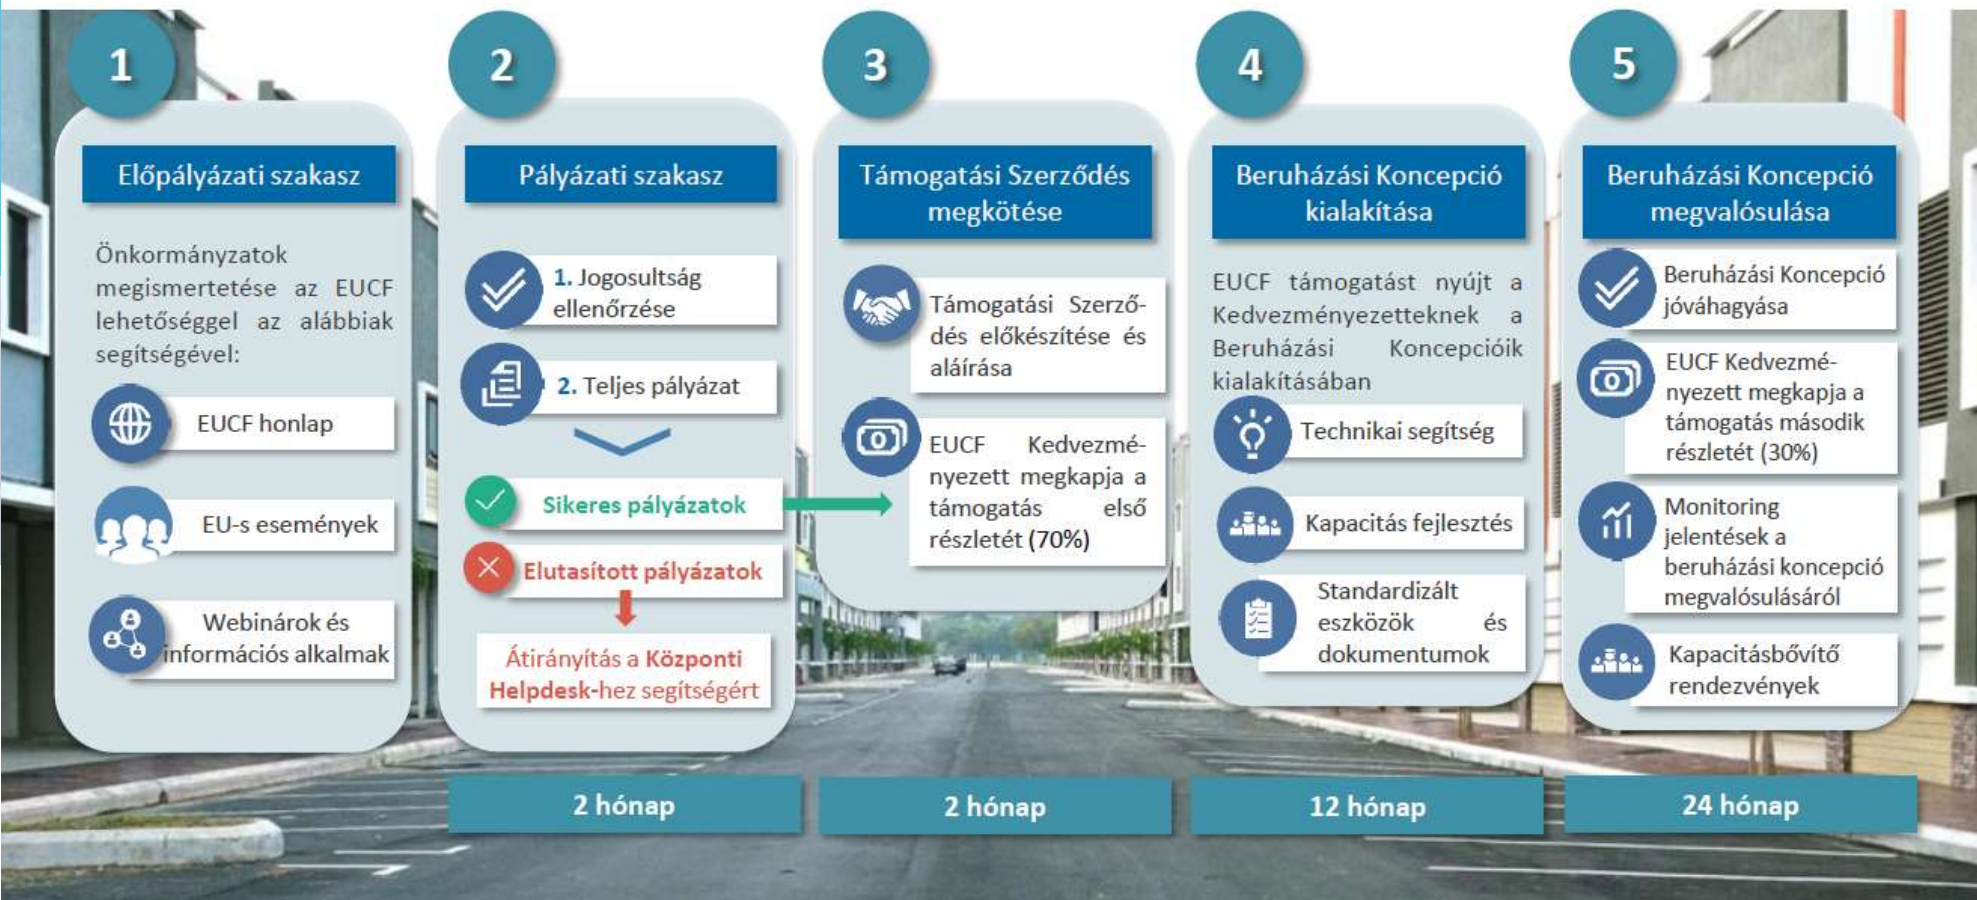 1
Előpályázati szakasz
Önkormányzatok
megismertetése az EUCF
lehetőséggel az alábbiak
segítségével:
EUCF honlap
EU-s események
Webinárok és
információs alkalmak
2
Pályázati szakasz
1. Jogosultság
ellenőrzése
2. Teljes pályázat
Sikeres pályázatok
Elutasított pályázatok
Átirányítás a Központi
Helpdesk-hez segítségért
2 hónap
3
Támogatási Szerződés
megkötése
Támogatási Szerző-
dés előkészítése és
aláírása
EUCF Kedvezmé-
nyezett megkapja a
támogatás első
részletét (70%)
2 hónap
4
Beruházási Koncepció
kialakítása
EUCF támogatást nyújt a
Kedvezményezetteknek a
Beruházási Koncepcióik
kialakításában
Technikai segítség
Kapacitás fejlesztés
Standardizált
eszközök és
dokumentumok
12 hónap
5
Beruházási Koncepció
megvalósulása
Beruházási Koncepció
jóváhagyása
EUCF Kedvezmé-
nyezett megkapja a
támogatás második
részletét (30%)
Monitoring
jelentések a
beruházási koncepció
megvalósulásáról
Kapacitásbővítő
rendezvények
24 hónap